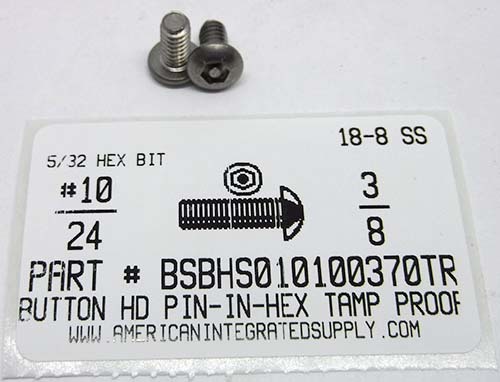 18-8 SS
5/32 HEX BIT
#10
24
3
8
PART # BSBHS010100370TR
BUTTON HD PIN-IN-HEX TAMP PROOF
WWW.AMERICANINTEGRATEDSUPPLY.COM